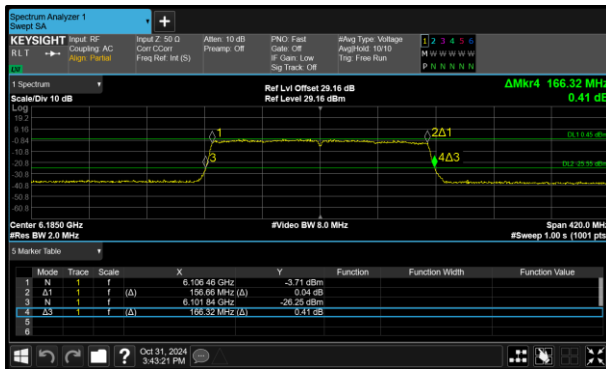 Spectrum Analyzer 1
Swept SA
KEYSIGHT Input: RF Input Z: 50 Ω Atten: 10 dB PNO: Fast #Avg Type: Voltage 1 2 3 4 5 6
R L T Coupling: AC Corr CCorr Preamp: Off Gate: Off Avg|Hold: 10/10 M W W W W W
Align: Partial Freq Ref: Int (S) IF Gain: Low Trig: Free Run
Sig Track: Off P N N N N N
1 Spectrum Ref Lvl Offset 29.16 dB ΔMkr4 166.32 MHz
Scale/Div 10 dB Ref Level 29.16 dBm 0.41 dB
Log
19.2
9.16
1 2Δ1
DL1 0.45 dBm
-0.84
-10.8
3 4Δ3
-20.8
DL2 -25.55 dBm
-30.8
-40.8
-50.8
-60.8
Center 6.1850 GHz #Video BW 8.0 MHz Span 420.0 MHz
#Res BW 2.0 MHz #Sweep 1.00 s (1001 pts)
5 Marker Table
Mode Trace Scale X Y Function Function Width Function Value
1 N 1 f 6.106 46 GHz -3.71 dBm
2 Δ1 1 f (Δ) 156.66 MHz (Δ) 0.04 dB
3 N 1 f 6.101 84 GHz -26.25 dBm
4 Δ3 1 f (Δ) 166.32 MHz (Δ) 0.41 dB
5
6
? Oct 31, 2024
3:43:21 PM